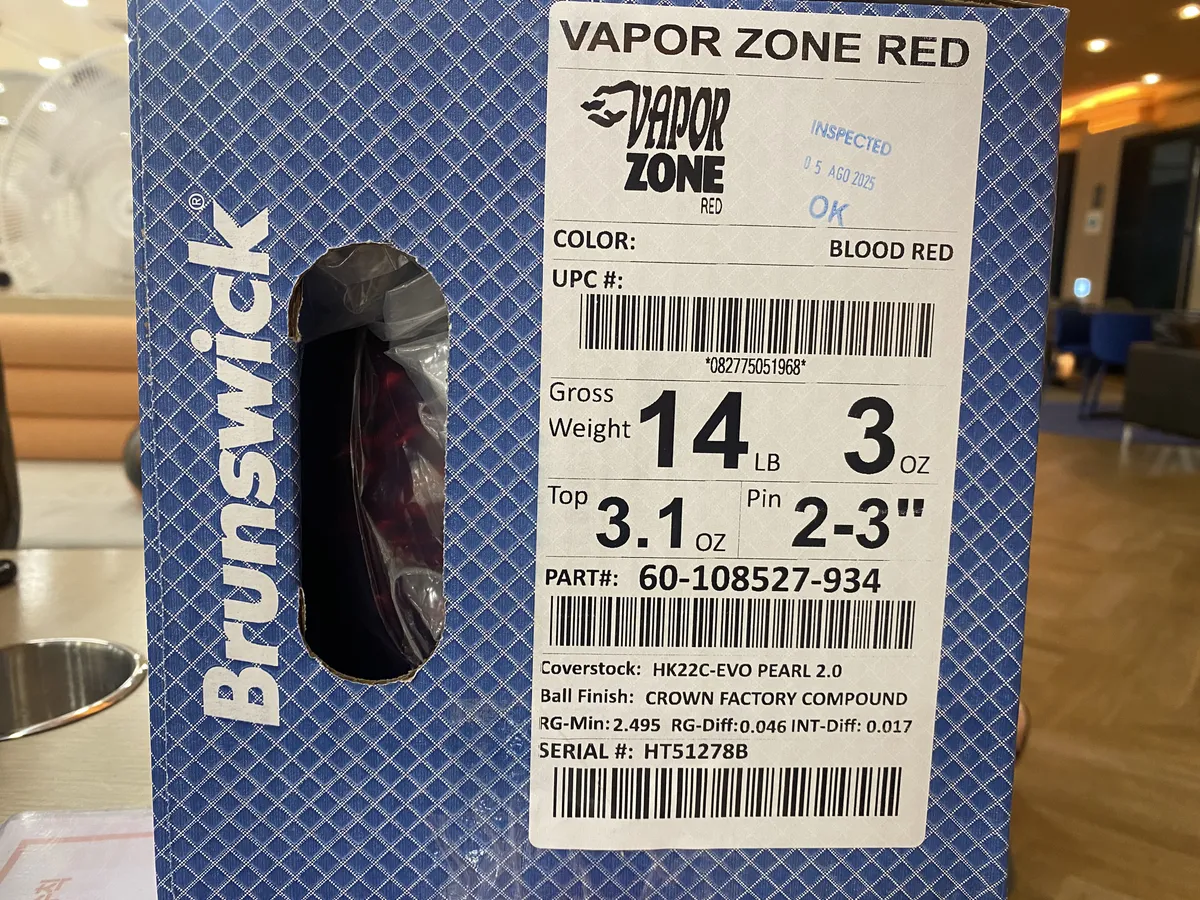 Brunswick®
VAPOR ZONE RED
VAPOR
ZONE
RED
INSPECTED
05 AGO 2025
OK
COLOR: BLOOD RED
UPC #:
*082775051968*
Gross Weight 14 LB 3 OZ
Top 3.1 OZ Pin 2-3"
PART#: 60-108527-934
Coverstock: HK22C-EVO PEARL 2.0
Ball Finish: CROWN FACTORY COMPOUND
RG-Min: 2.495 RG-Diff: 0.046 INT-Diff: 0.017
SERIAL #: HT51278B